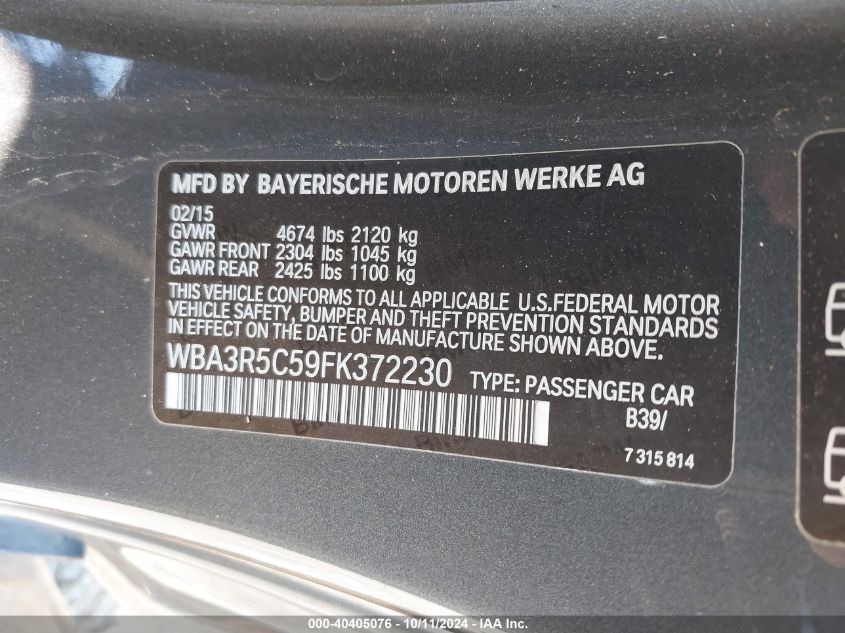 MFD BY BAYERISCHE MOTOREN WERKE AG
02/15
GVWR 4674 lbs 2120 kg
GAWR FRONT 2304 lbs 1045 kg
GAWR REAR 2425 lbs 1100 kg
THIS VEHICLE CONFORMS TO ALL APPLICABLE U.S.FEDERAL MOTOR
VEHICLE SAFETY, BUMPER AND THEFT PREVENTION STANDARDS
IN EFFECT ON THE DATE OF MANUFACTURE SHOWN ABOVE.
WBA3R5C59FK372230 TYPE: PASSENGER CAR
B39/
7 315 814
000-40405076 - 10/11/2024 - IAA Inc.